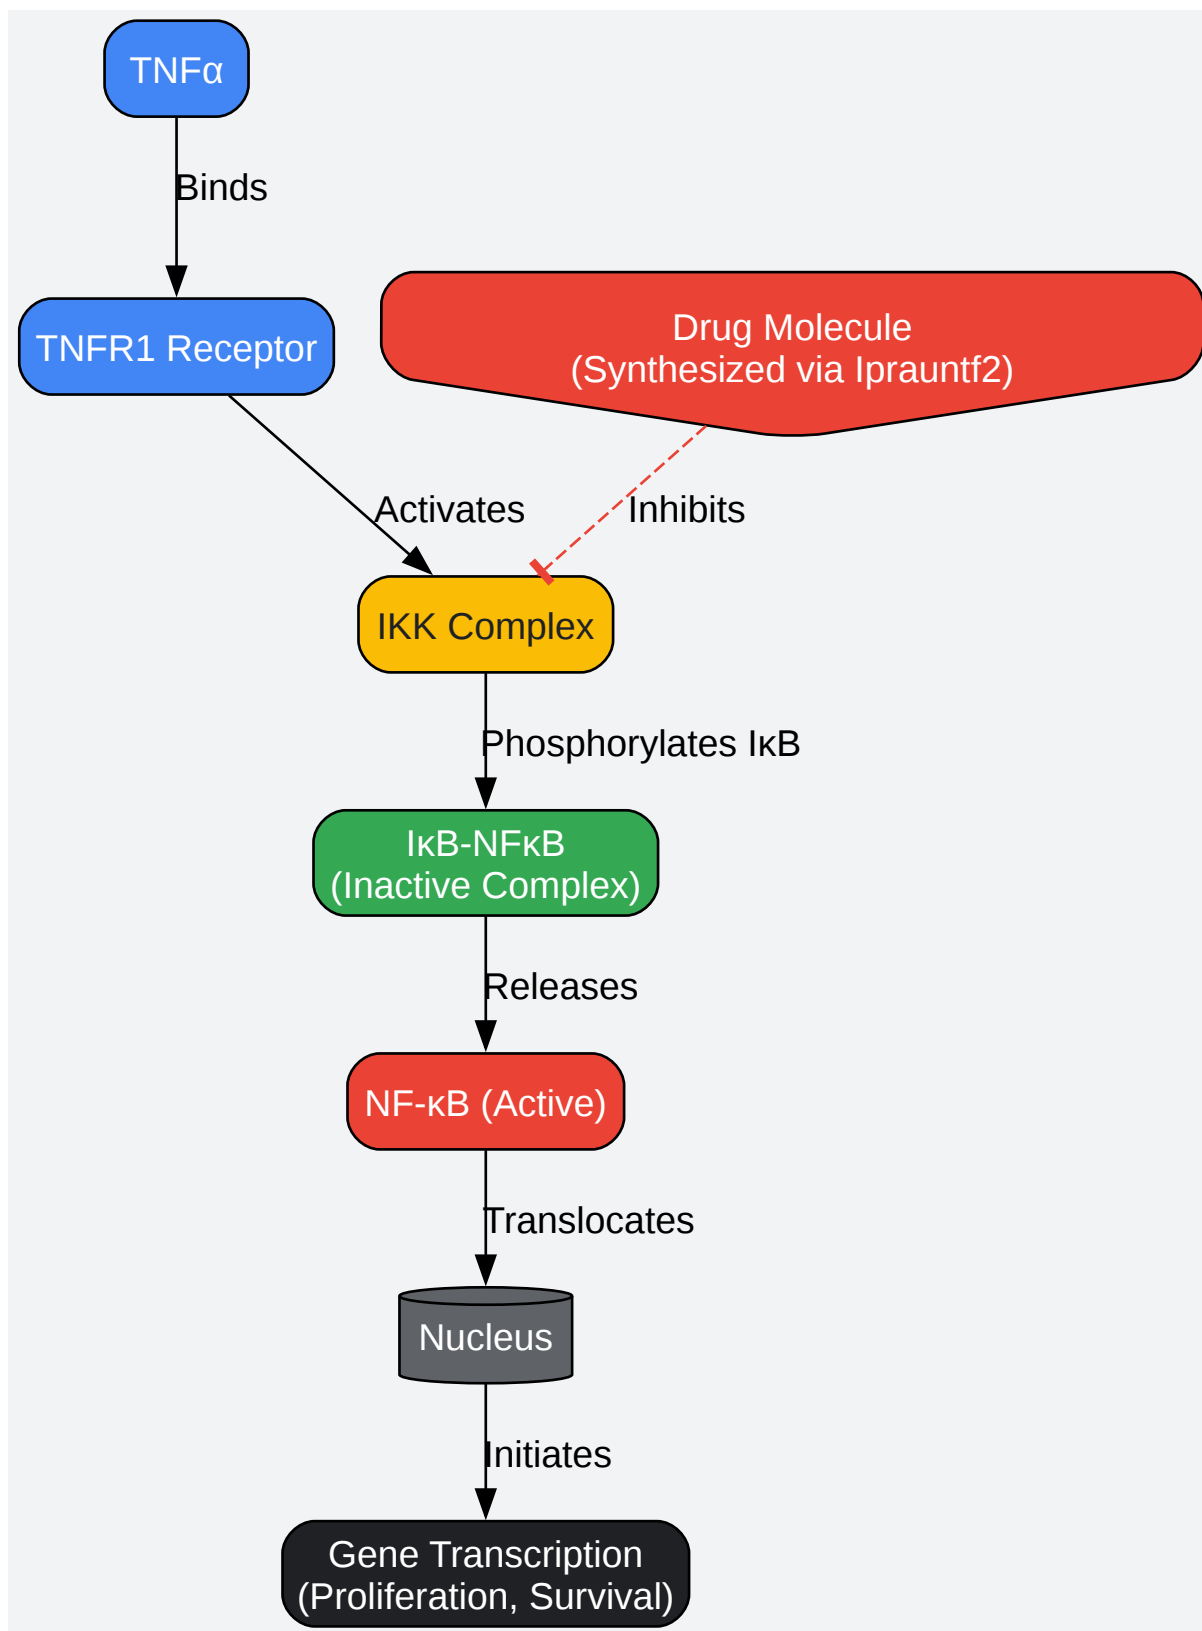 TNFα
Binds
TNFR1 Receptor
Drug Molecule
(Synthesized via Iprauntf2)
Activates
Inhibits
IKK Complex
Phosphorylates IκB
IκB-NFκB
(Inactive Complex)
Releases
NF-κB (Active)
Translocates
Nucleus
Initiates
Gene Transcription
(Proliferation, Survival)